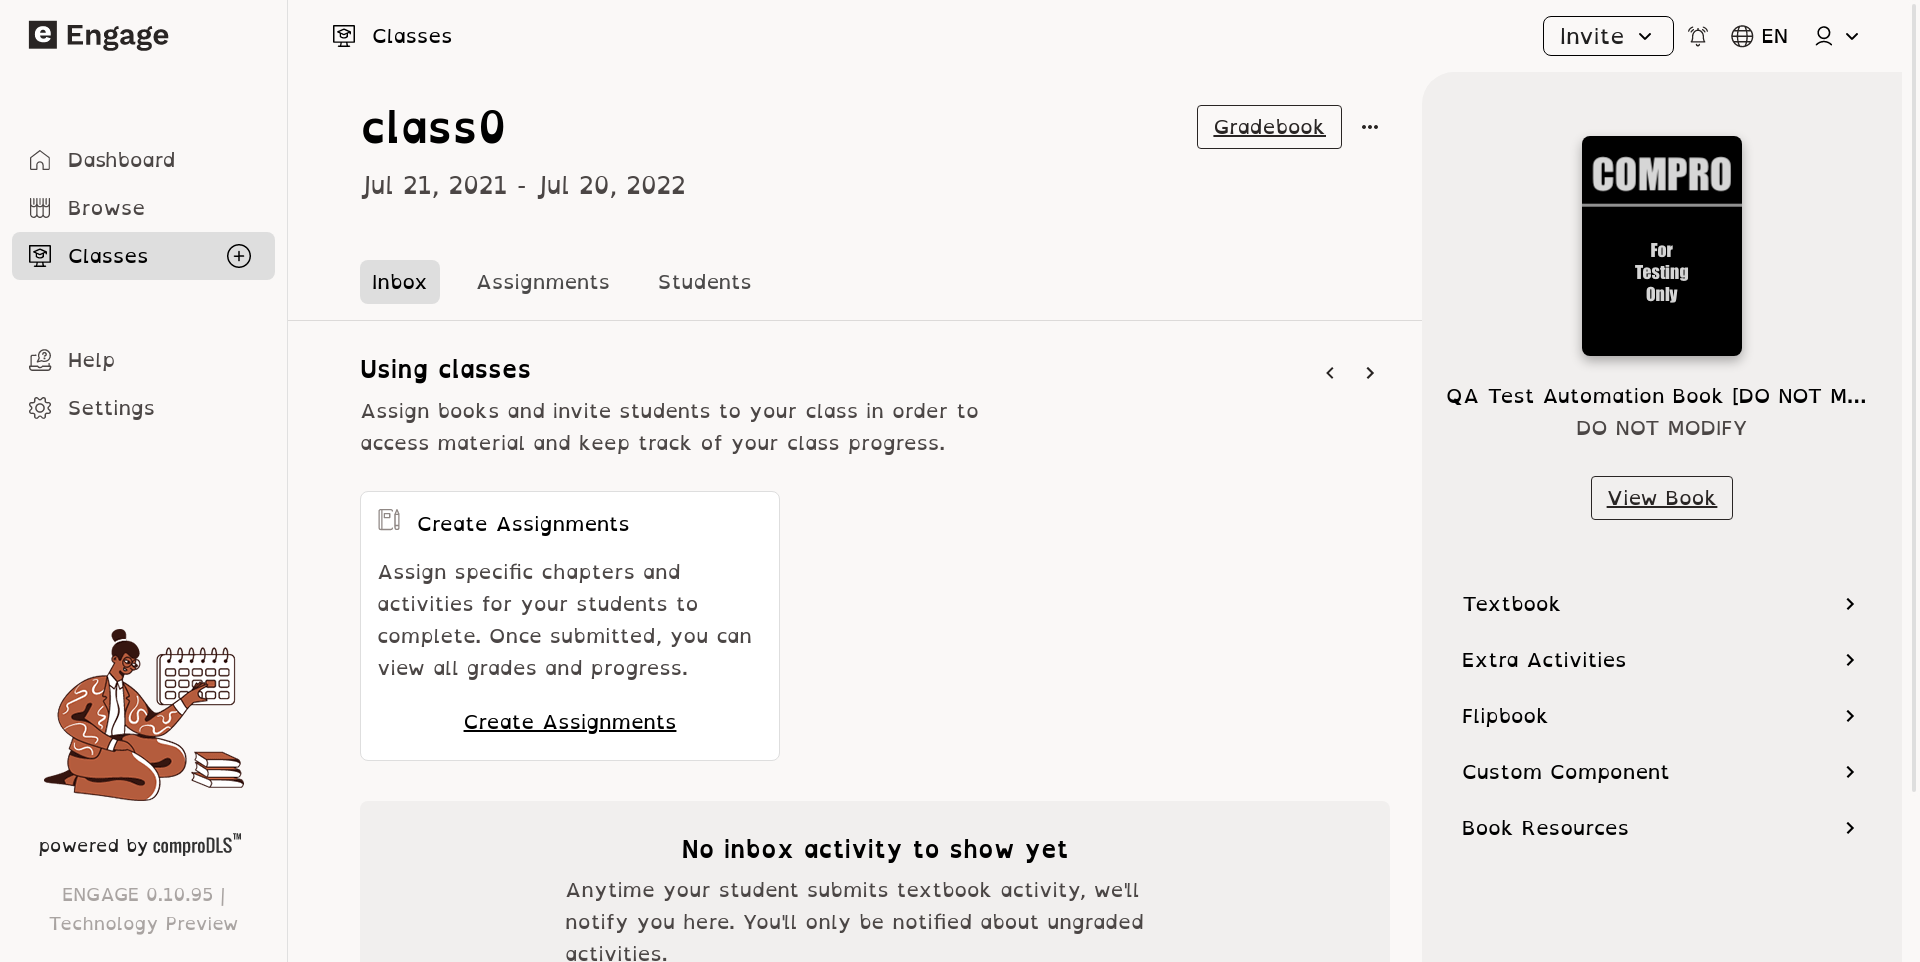 Engage
Dashboard
Browse
Classes
Help
Settings
powered by comproDLS™
ENGAGE 0.10.95 |
Technology Preview
Classes
Invite
EN
class0
Gradebook
...
Jul 21, 2021 - Jul 20, 2022
Inbox
Assignments
Students
Using classes
Assign books and invite students to your class in order to
access material and keep track of your class progress.
Create Assignments
Assign specific chapters and
activities for your students to
complete. Once submitted, you can
view all grades and progress.
Create Assignments
No inbox activity to show yet
Anytime your student submits textbook activity, we'll
notify you here. You'll only be notified about ungraded
activities.
COMPRO
For
Testing
Only
QA Test Automation Book [DO NOT M...
DO NOT MODIFY
View Book
Textbook
Extra Activities
Flipbook
Custom Component
Book Resources